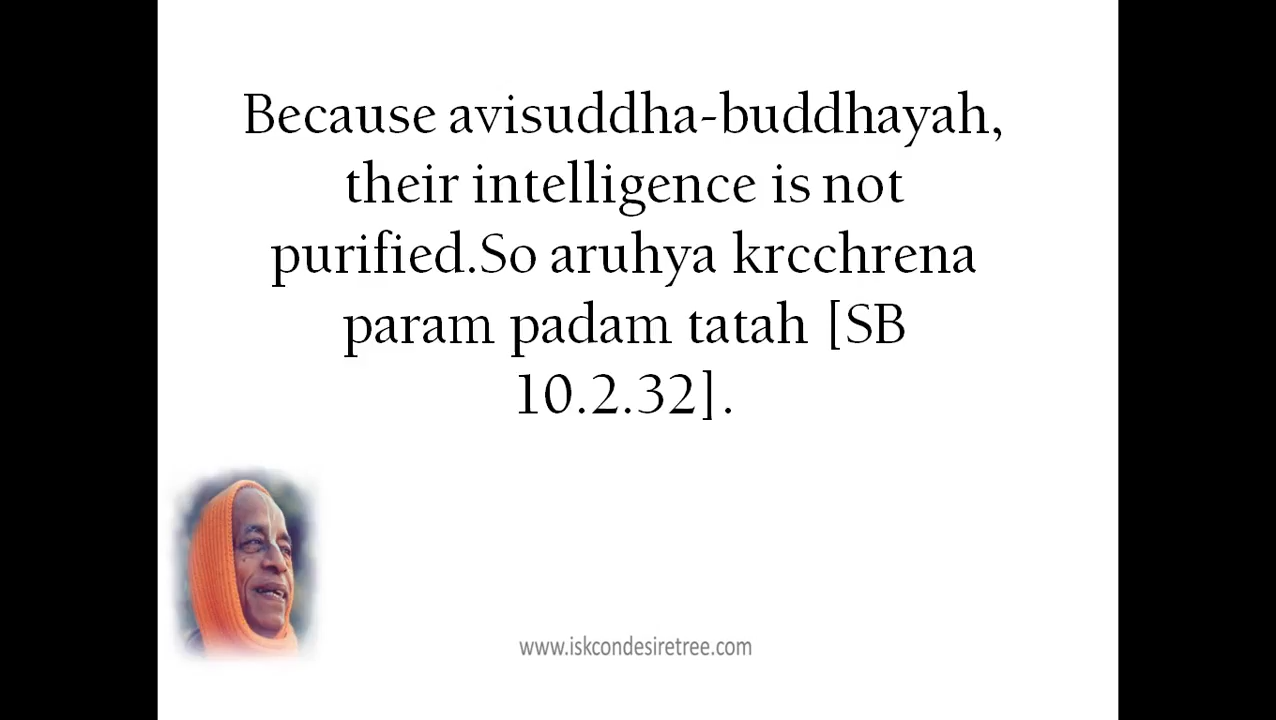 Because avisuddha-buddhayah,
their intelligence is not
purified.So aruhya krcchrena
param padam tatah [SB
10.2.32].
www.iskcondesiretree.com